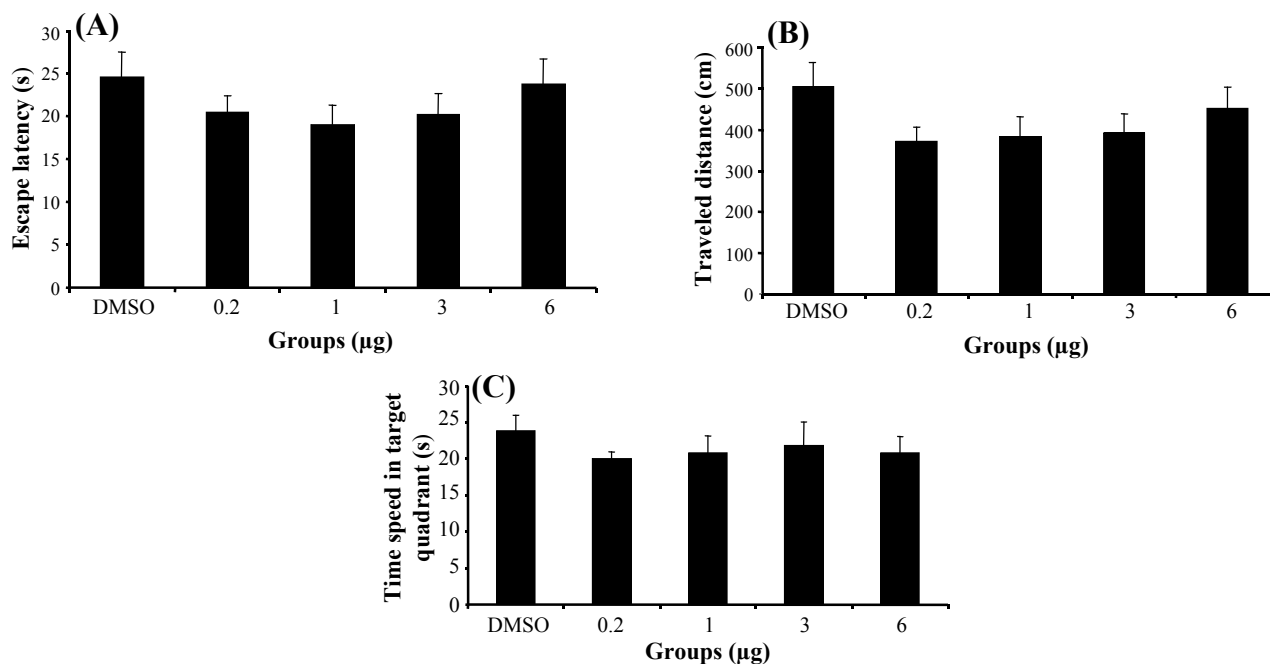 (A)
Escape latency (s)
30
25
20
15
10
5
0
DMSO 0.2 1 3 6
Groups (µg)
(B)
Traveled distance (cm)
600
500
400
300
200
100
0
DMSO 0.2 1 3 6
Groups (µg)
(C)
Time speed in target
quadrant (s)
30
25
20
15
10
5
0
DMSO 0.2 1 3 6
Groups (µg)